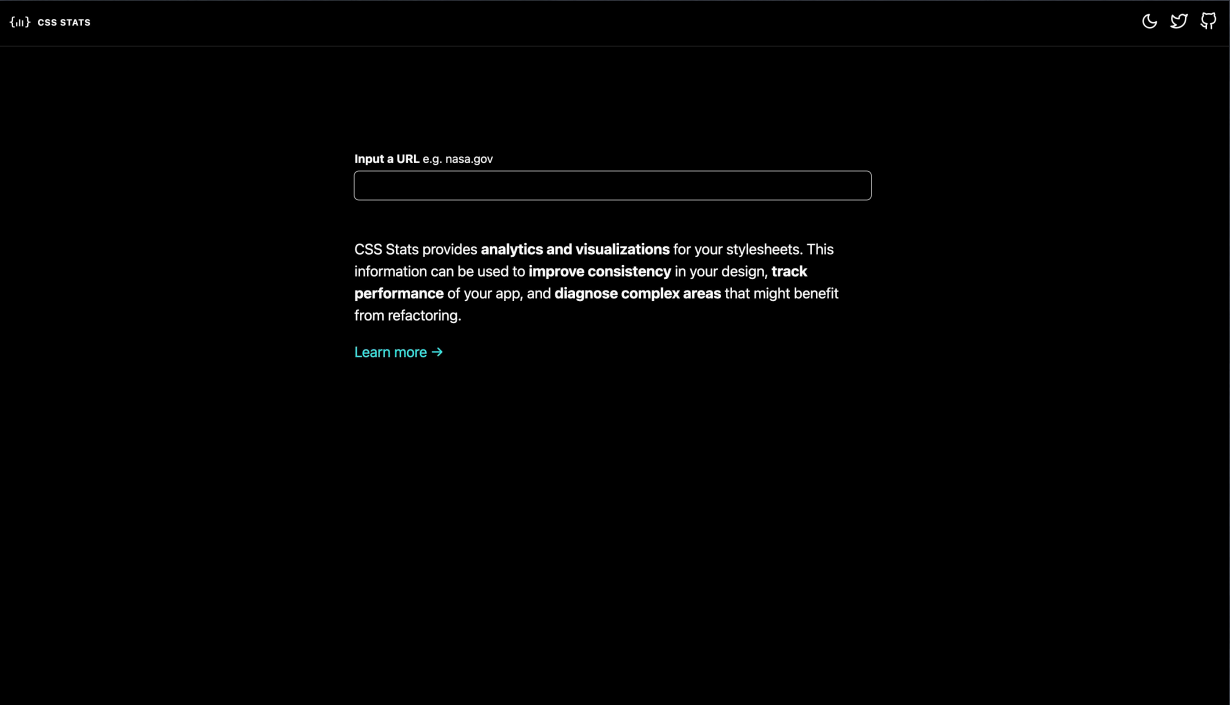 {ılı} CSS STATS
Input a URL e.g. nasa.gov
CSS Stats provides analytics and visualizations for your stylesheets. This
information can be used to improve consistency in your design, track
performance of your app, and diagnose complex areas that might benefit
from refactoring.
Learn more →